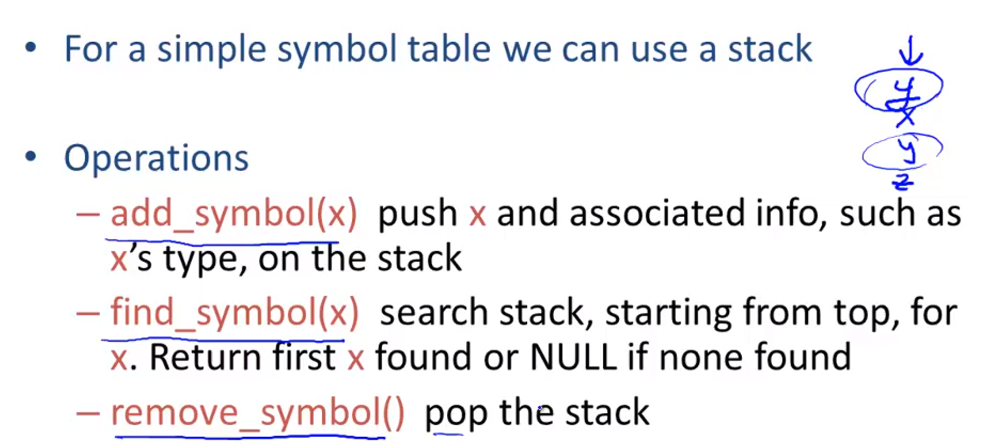 • For a simple symbol table we can use a stack
y
x
y
z
• Operations
– add_symbol(x) push x and associated info, such as
x's type, on the stack
– find_symbol(x) search stack, starting from top, for
x. Return first x found or NULL if none found
– remove_symbol() pop the stack